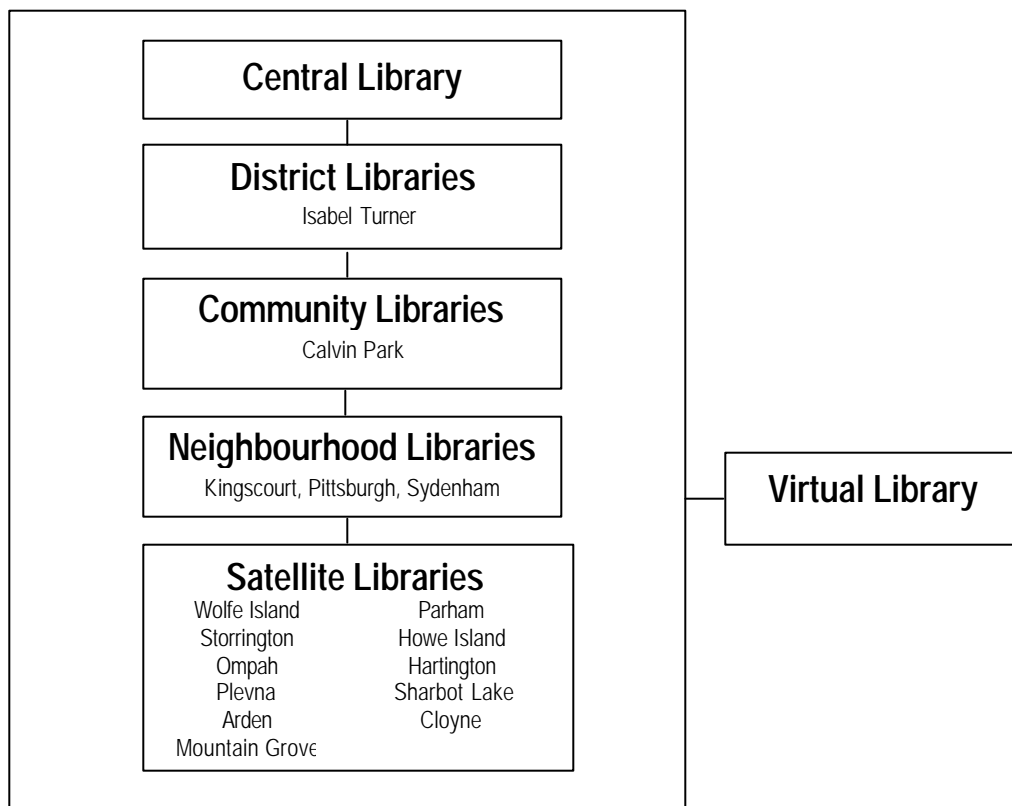 Central Library
District Libraries
Isabel Turner
Community Libraries
Calvin Park
Neighbourhood Libraries
Kingscourt, Pittsburgh, Sydenham
Virtual Library
Satellite Libraries
Wolfe Island
Storrington
Ompah
Plevna
Arden
Mountain Grove
Parham
Howe Island
Hartington
Sharbot Lake
Cloyne